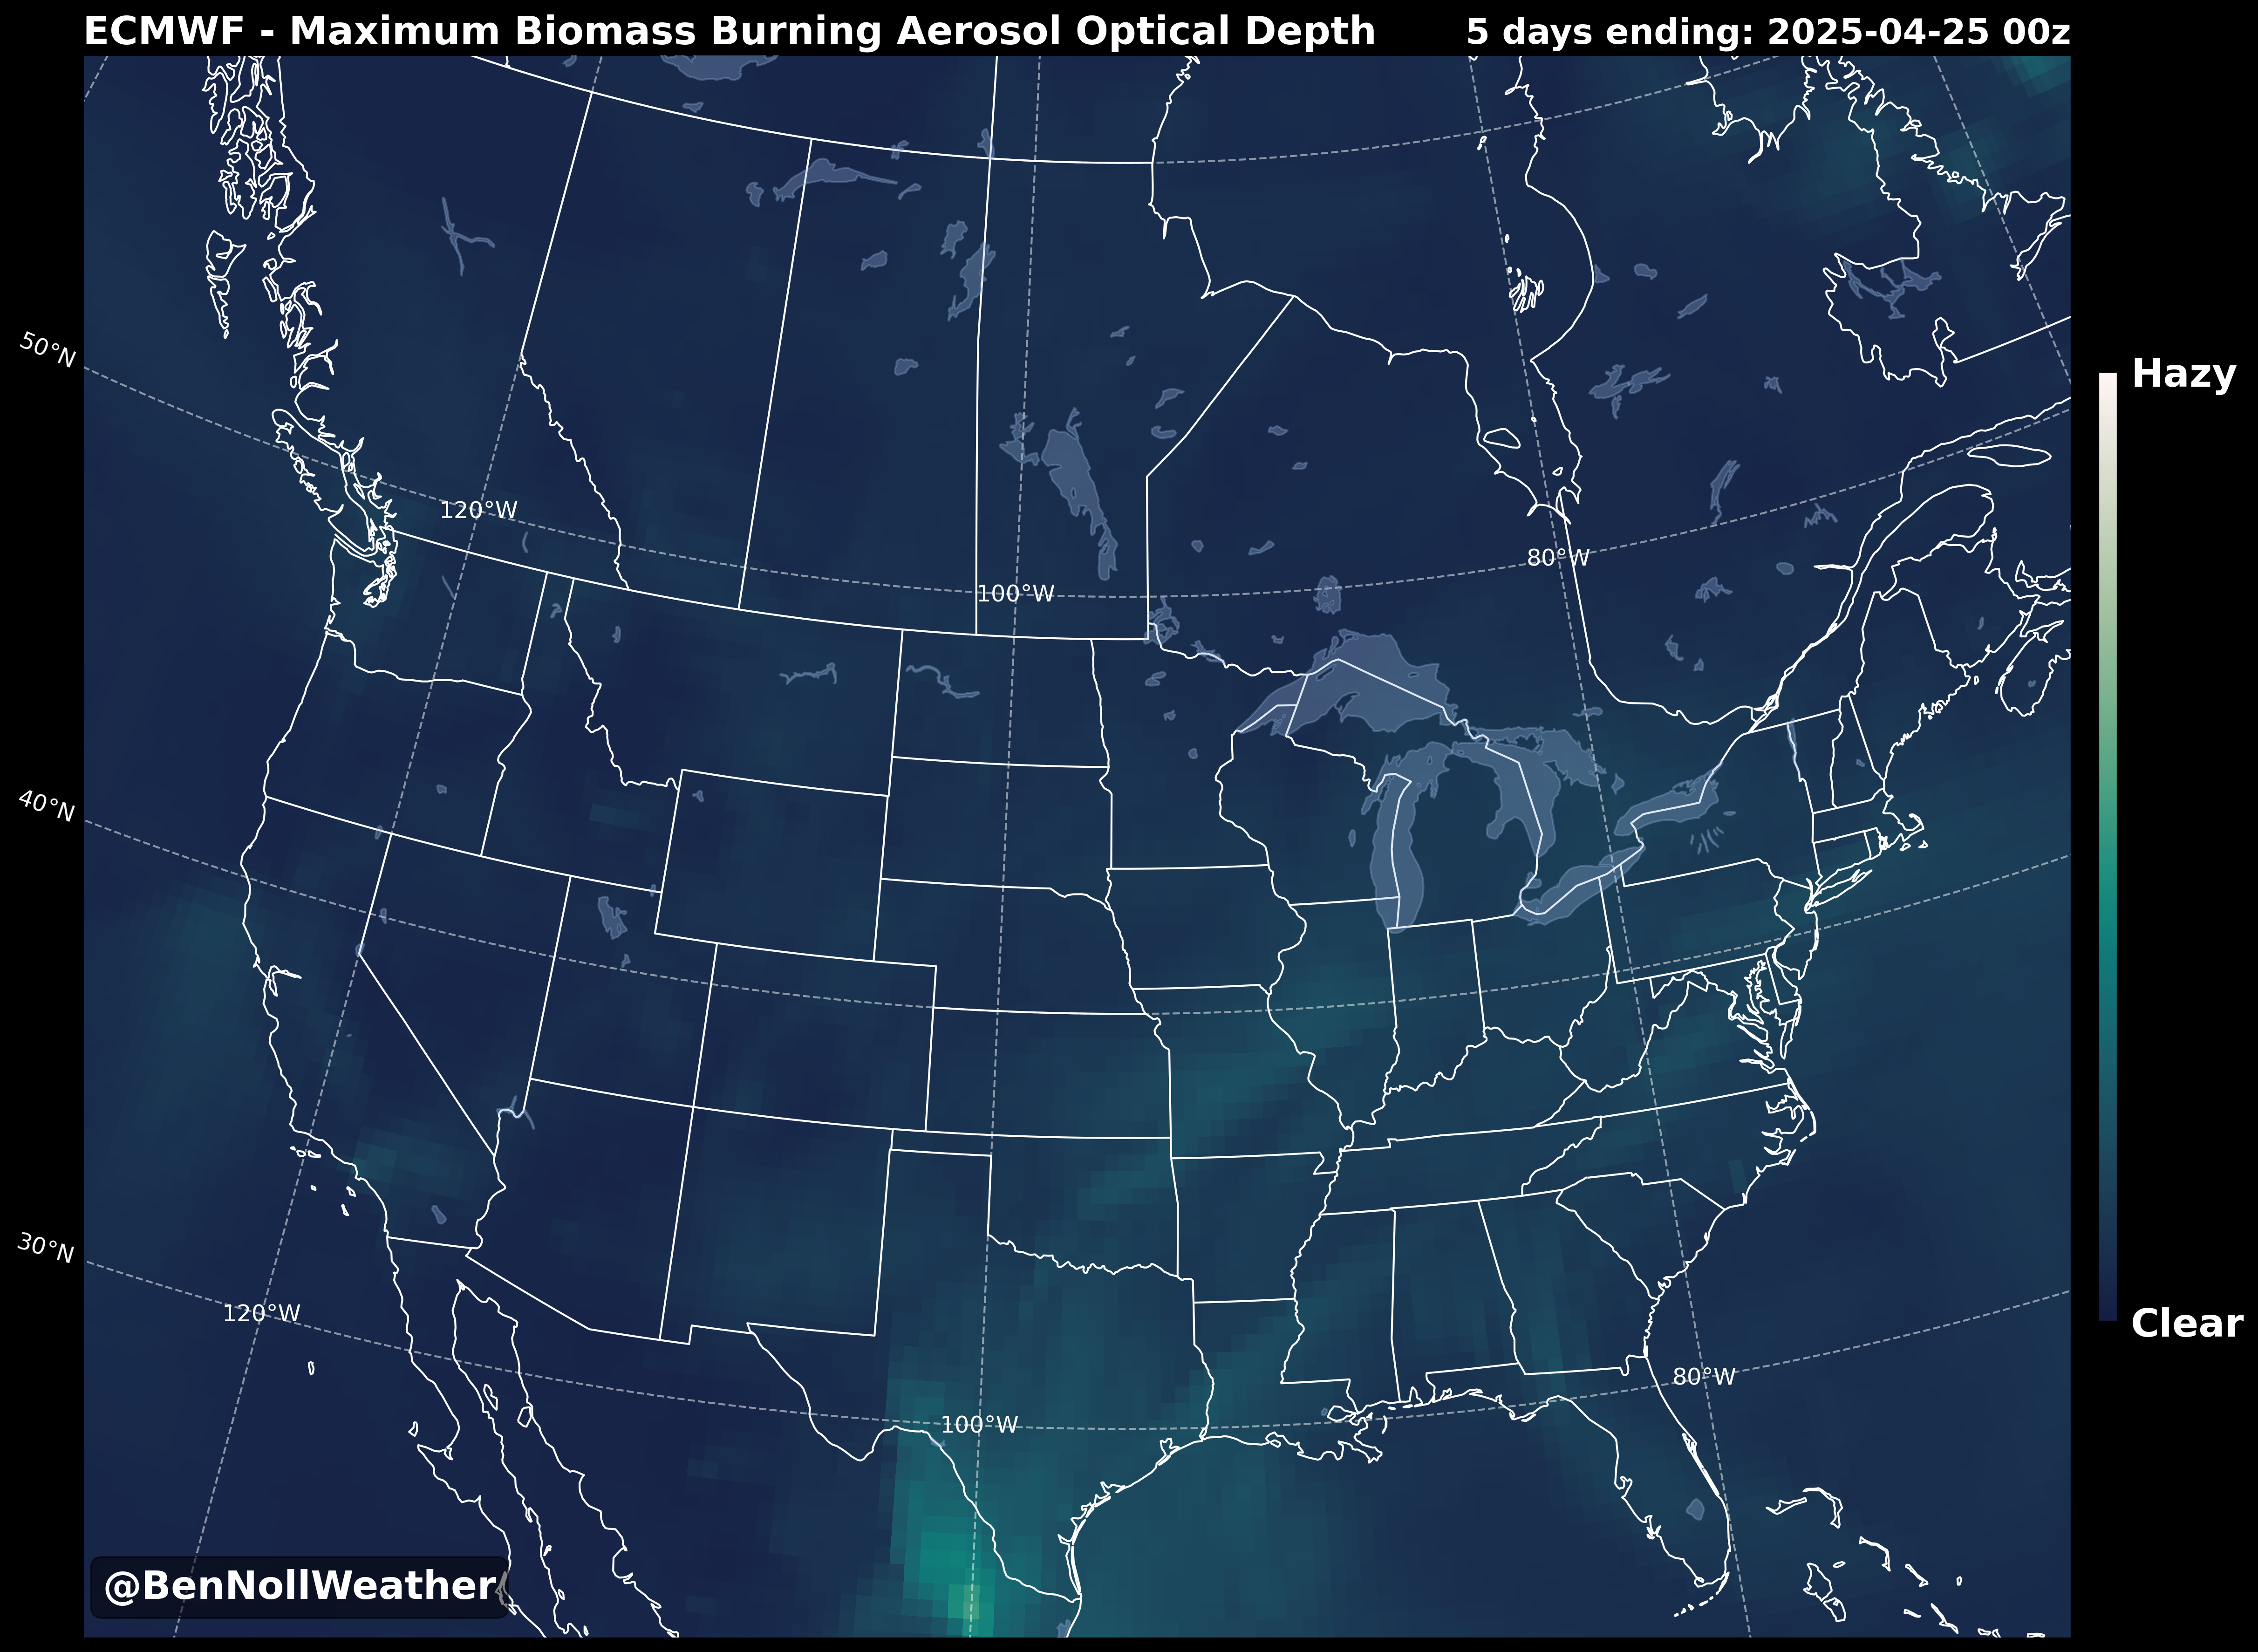 ECMWF - Maximum Biomass Burning Aerosol Optical Depth
5 days ending: 2025-04-25 00z
50°N
Hazy
120°W
80°W
100°W
40°N
30°N
120°W
Clear
80°W
100°W
@BenNollWeather